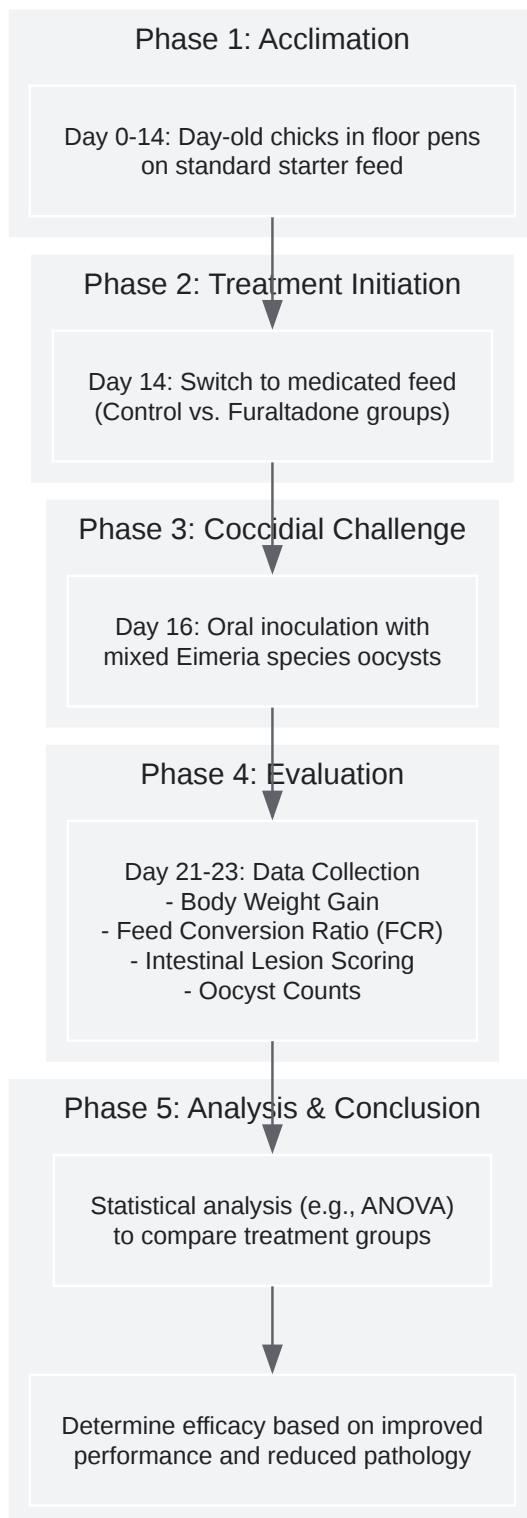 Phase 1: Acclimation
Day 0-14: Day-old chicks in floor pens
on standard starter feed
Phase 2: Treatment Initiation
Day 14: Switch to medicated feed
(Control vs. Furaltadone groups)
Phase 3: Coccidial Challenge
Day 16: Oral inoculation with
mixed Eimeria species oocysts
Phase 4: Evaluation
Day 21-23: Data Collection
- Body Weight Gain
- Feed Conversion Ratio (FCR)
- Intestinal Lesion Scoring
- Oocyst Counts
Phase 5: Analysis & Conclusion
Statistical analysis (e.g., ANOVA)
to compare treatment groups
Determine efficacy based on improved
performance and reduced pathology